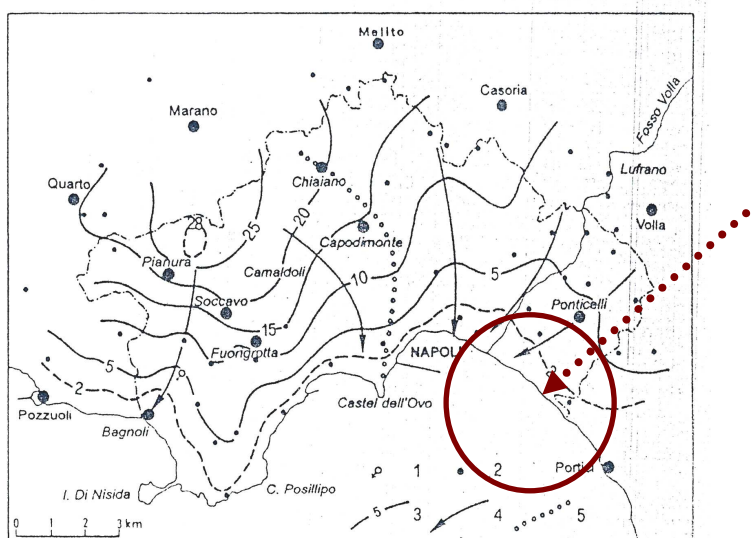 Melito
Casoria
Marano
Fosso Volla
Lufrano
Quarto
Chiaiano
Volla
28
25
20
Capodimonte
Pianura
Camaldoli
10
5
Soccavo
Ponticelli
15
Fuorigrotta
NAPOLI
5
2
2
Castel dell'Ovo
Pozzuoli
Bagnoli
Portici
1
2
I. Di Nisida
C. Posillipo
5
3
4
5
0 1 2 3 km